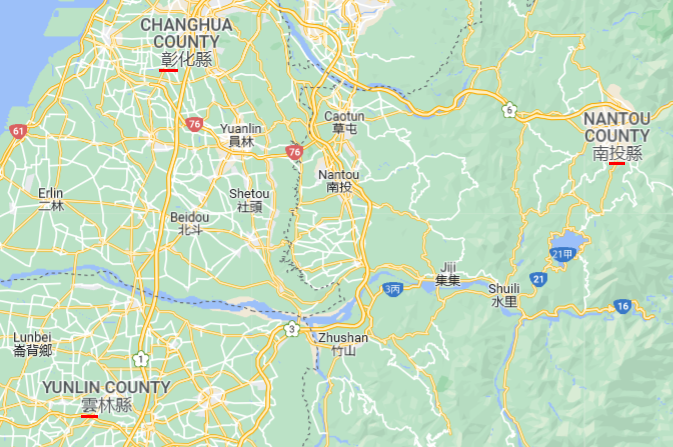 CHANGHUA
COUNTY
彰化縣
6
Caotun
草屯
NANTOU
COUNTY
南投縣
61
76
Yuanlin
員林
76
Nantou
南投
Erlin
二林
Shetou
社頭
Beidou
北斗
21甲
Jiji
集集
21
3丙
Shuili
水里
16
3
Lunbei
崙背鄉
Zhushan
竹山
1
YUNLIN COUNTY
雲林縣